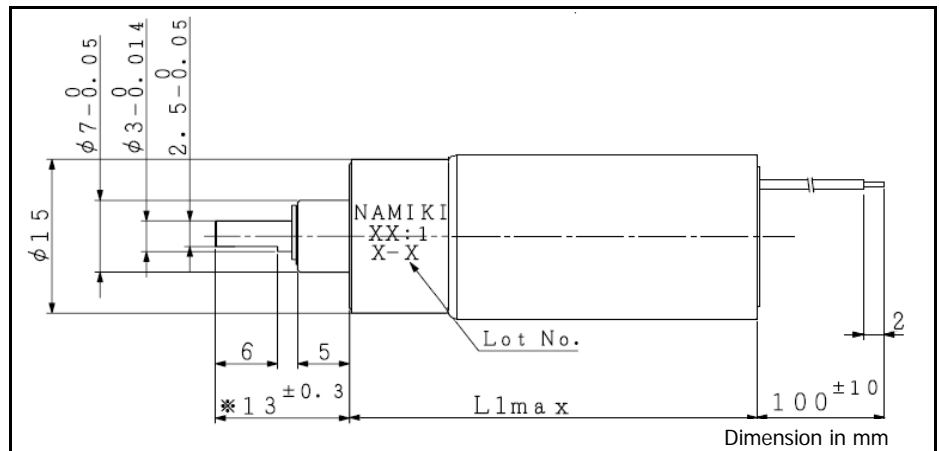 φ15
φ7-0.05 0
φ3-0.014 0
2.5-0.05 0
NAMIKI
XX:1
X-X
Lot No.
6
5
2
※13 ±0.3
L1max
100 ±10
Dimension in mm